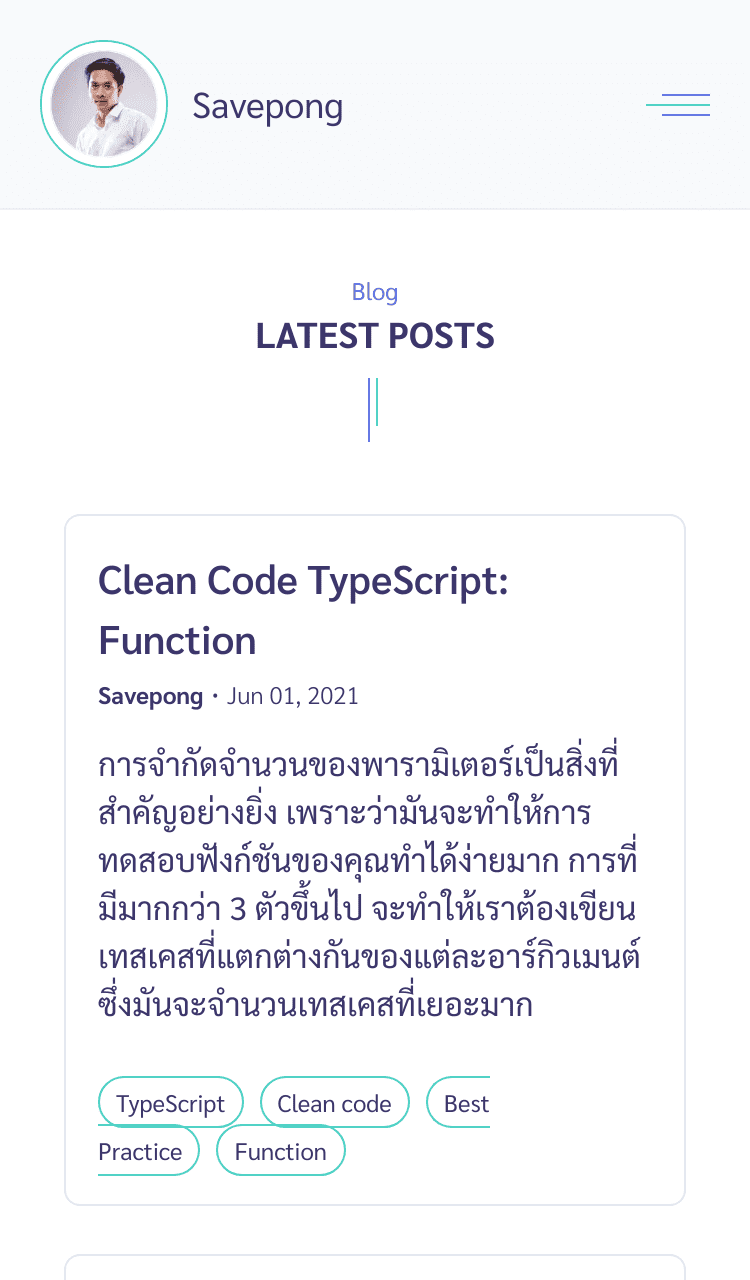 Savepong
Blog
LATEST POSTS
Clean Code TypeScript:
Function
Savepong · Jun 01, 2021
การจำกัดจำนวนของพารามิเตอร์เป็นสิ่งที่
สำคัญอย่างยิ่ง เพราะว่ามันจะทำให้การ
ทดสอบฟังก์ชันของคุณทำได้ง่ายมาก การที่
มีมากกว่า 3 ตัวขึ้นไป จะทำให้เราต้องเขียน
เทสเคสที่แตกต่างกันของแต่ละอาร์กิวเมนต์
ซึ่งมันจะจำนวนเทสเคสที่เยอะมาก
TypeScript Clean code Best
Practice Function